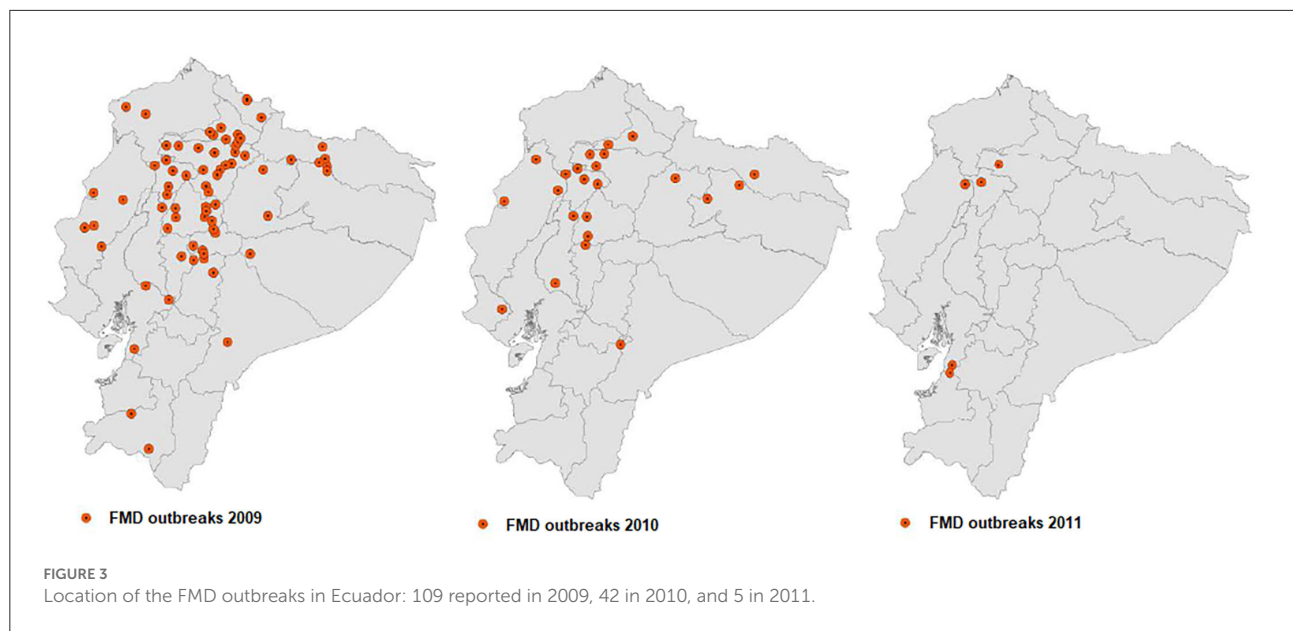 FMD outbreaks 2009
FMD outbreaks 2010
FMD outbreaks 2011
FIGURE 3
Location of the FMD outbreaks in Ecuador: 109 reported in 2009, 42 in 2010, and 5 in 2011.